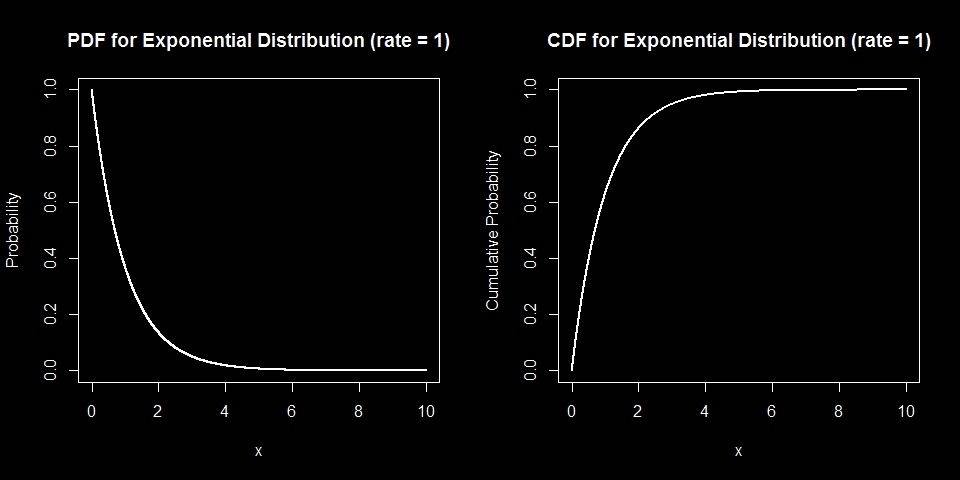 PDF for Exponential Distribution (rate = 1)
Probability
1.0
0.8
0.6
0.4
0.2
0.0
0 2 4 6 8 10
x
CDF for Exponential Distribution (rate = 1)
Cumulative Probability
1.0
0.8
0.6
0.4
0.2
0.0
0 2 4 6 8 10
x